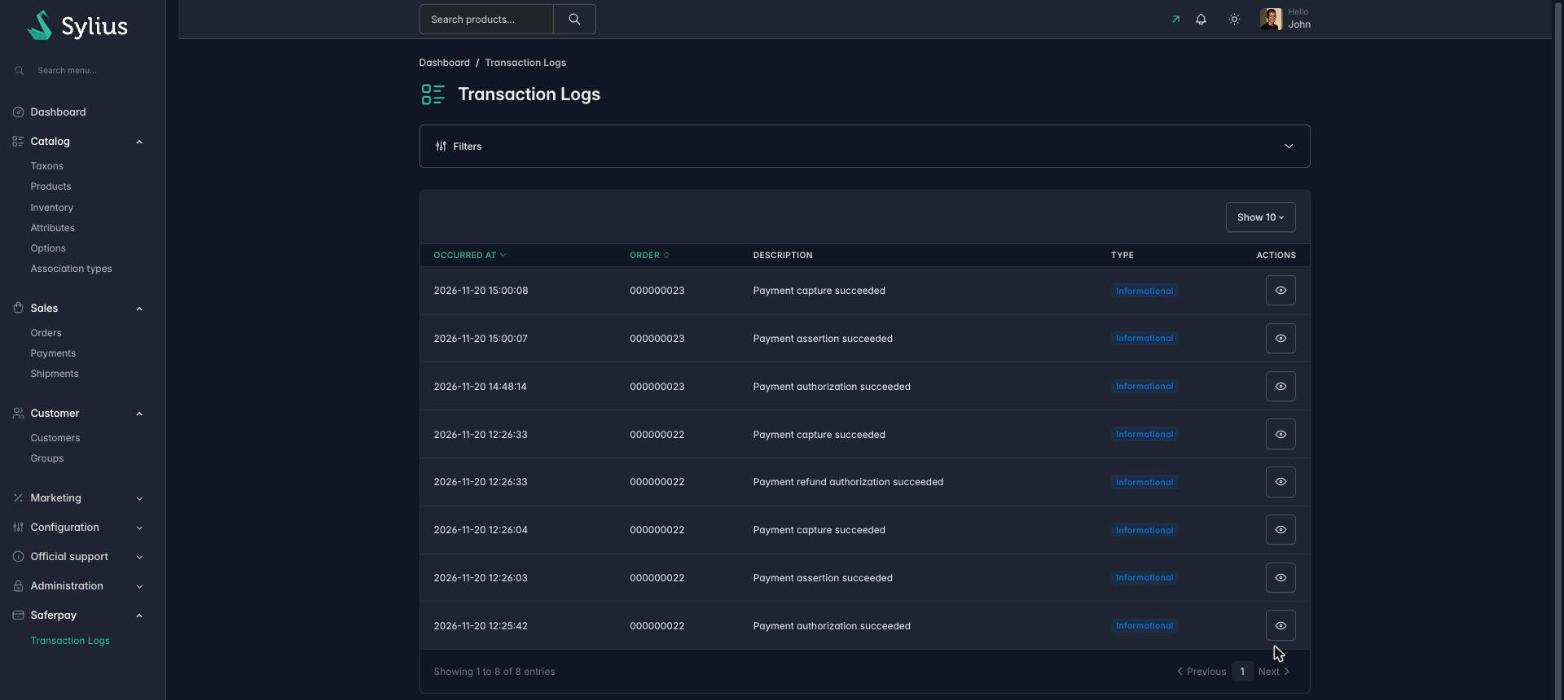 Sylius
Search products...
Hello
John
Search menu...
Dashboard
Catalog
Taxons
Products
Inventory
Attributes
Options
Association types
Sales
Orders
Payments
Shipments
Customer
Customers
Groups
Marketing
Configuration
Official support
Administration
Saferpay
Transaction Logs
Dashboard / Transaction Logs
Transaction Logs
Filters
Show 10
OCCURRED AT ORDER DESCRIPTION TYPE ACTIONS
2026-11-20 15:00:08 000000023 Payment capture succeeded Informational
2026-11-20 15:00:07 000000023 Payment assertion succeeded Informational
2026-11-20 14:48:14 000000023 Payment authorization succeeded Informational
2026-11-20 12:26:33 000000022 Payment capture succeeded Informational
2026-11-20 12:26:33 000000022 Payment refund authorization succeeded Informational
2026-11-20 12:26:04 000000022 Payment capture succeeded Informational
2026-11-20 12:26:03 000000022 Payment assertion succeeded Informational
2026-11-20 12:25:42 000000022 Payment authorization succeeded Informational
Showing 1 to 8 of 8 entries
Previous 1 Next